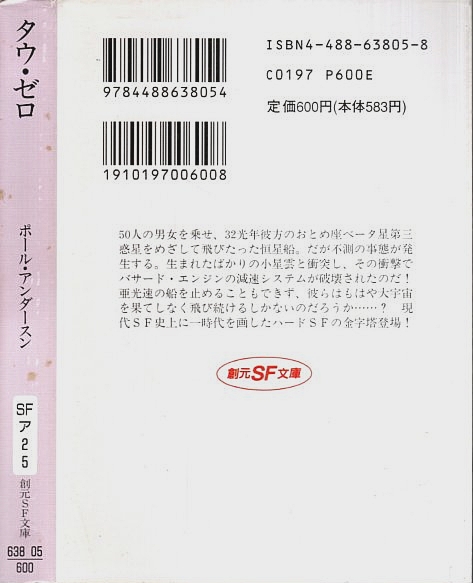 タウ・ゼロ
ポール・アンダースン
SF
ア
2
5
創元SF文庫
638 05
600
ISBN4-488-63805-8
C0197 P600E
定価600円(本体583円)
9784488638054
1910197006008
50人の男女を乗せ、32光年彼方のおとめ座ベータ星第三
惑星をめざして飛びたった恒星船。だが不測の事態が発
生する。生まれたばかりの小星雲と衝突し、その衝撃で
バサード・エンジンの減速システムが破壊されたのだ！
亜光速の船を止めることもできず、彼らはもはや大宇宙
を果てしなく飛び続けるしかないのだろうか……？　現
代ＳＦ史上に一時代を画したハードＳＦの金字塔登場！
創元SF文庫